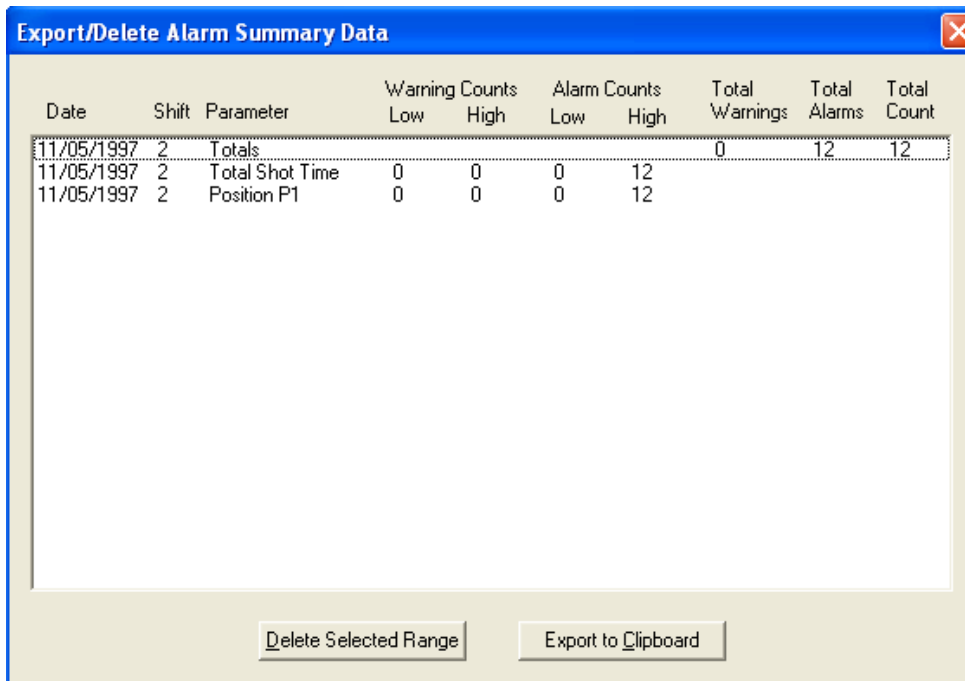 Export/Delete Alarm Summary Data
Warning Counts Alarm Counts Total Total Total
Date Shift Parameter Low High Low High Warnings Alarms Count
11/05/1997 2 Totals 0 12 12
11/05/1997 2 Total Shot Time 0 0 0 12
11/05/1997 2 Position P1 0 0 0 12
Delete Selected Range Export to Clipboard